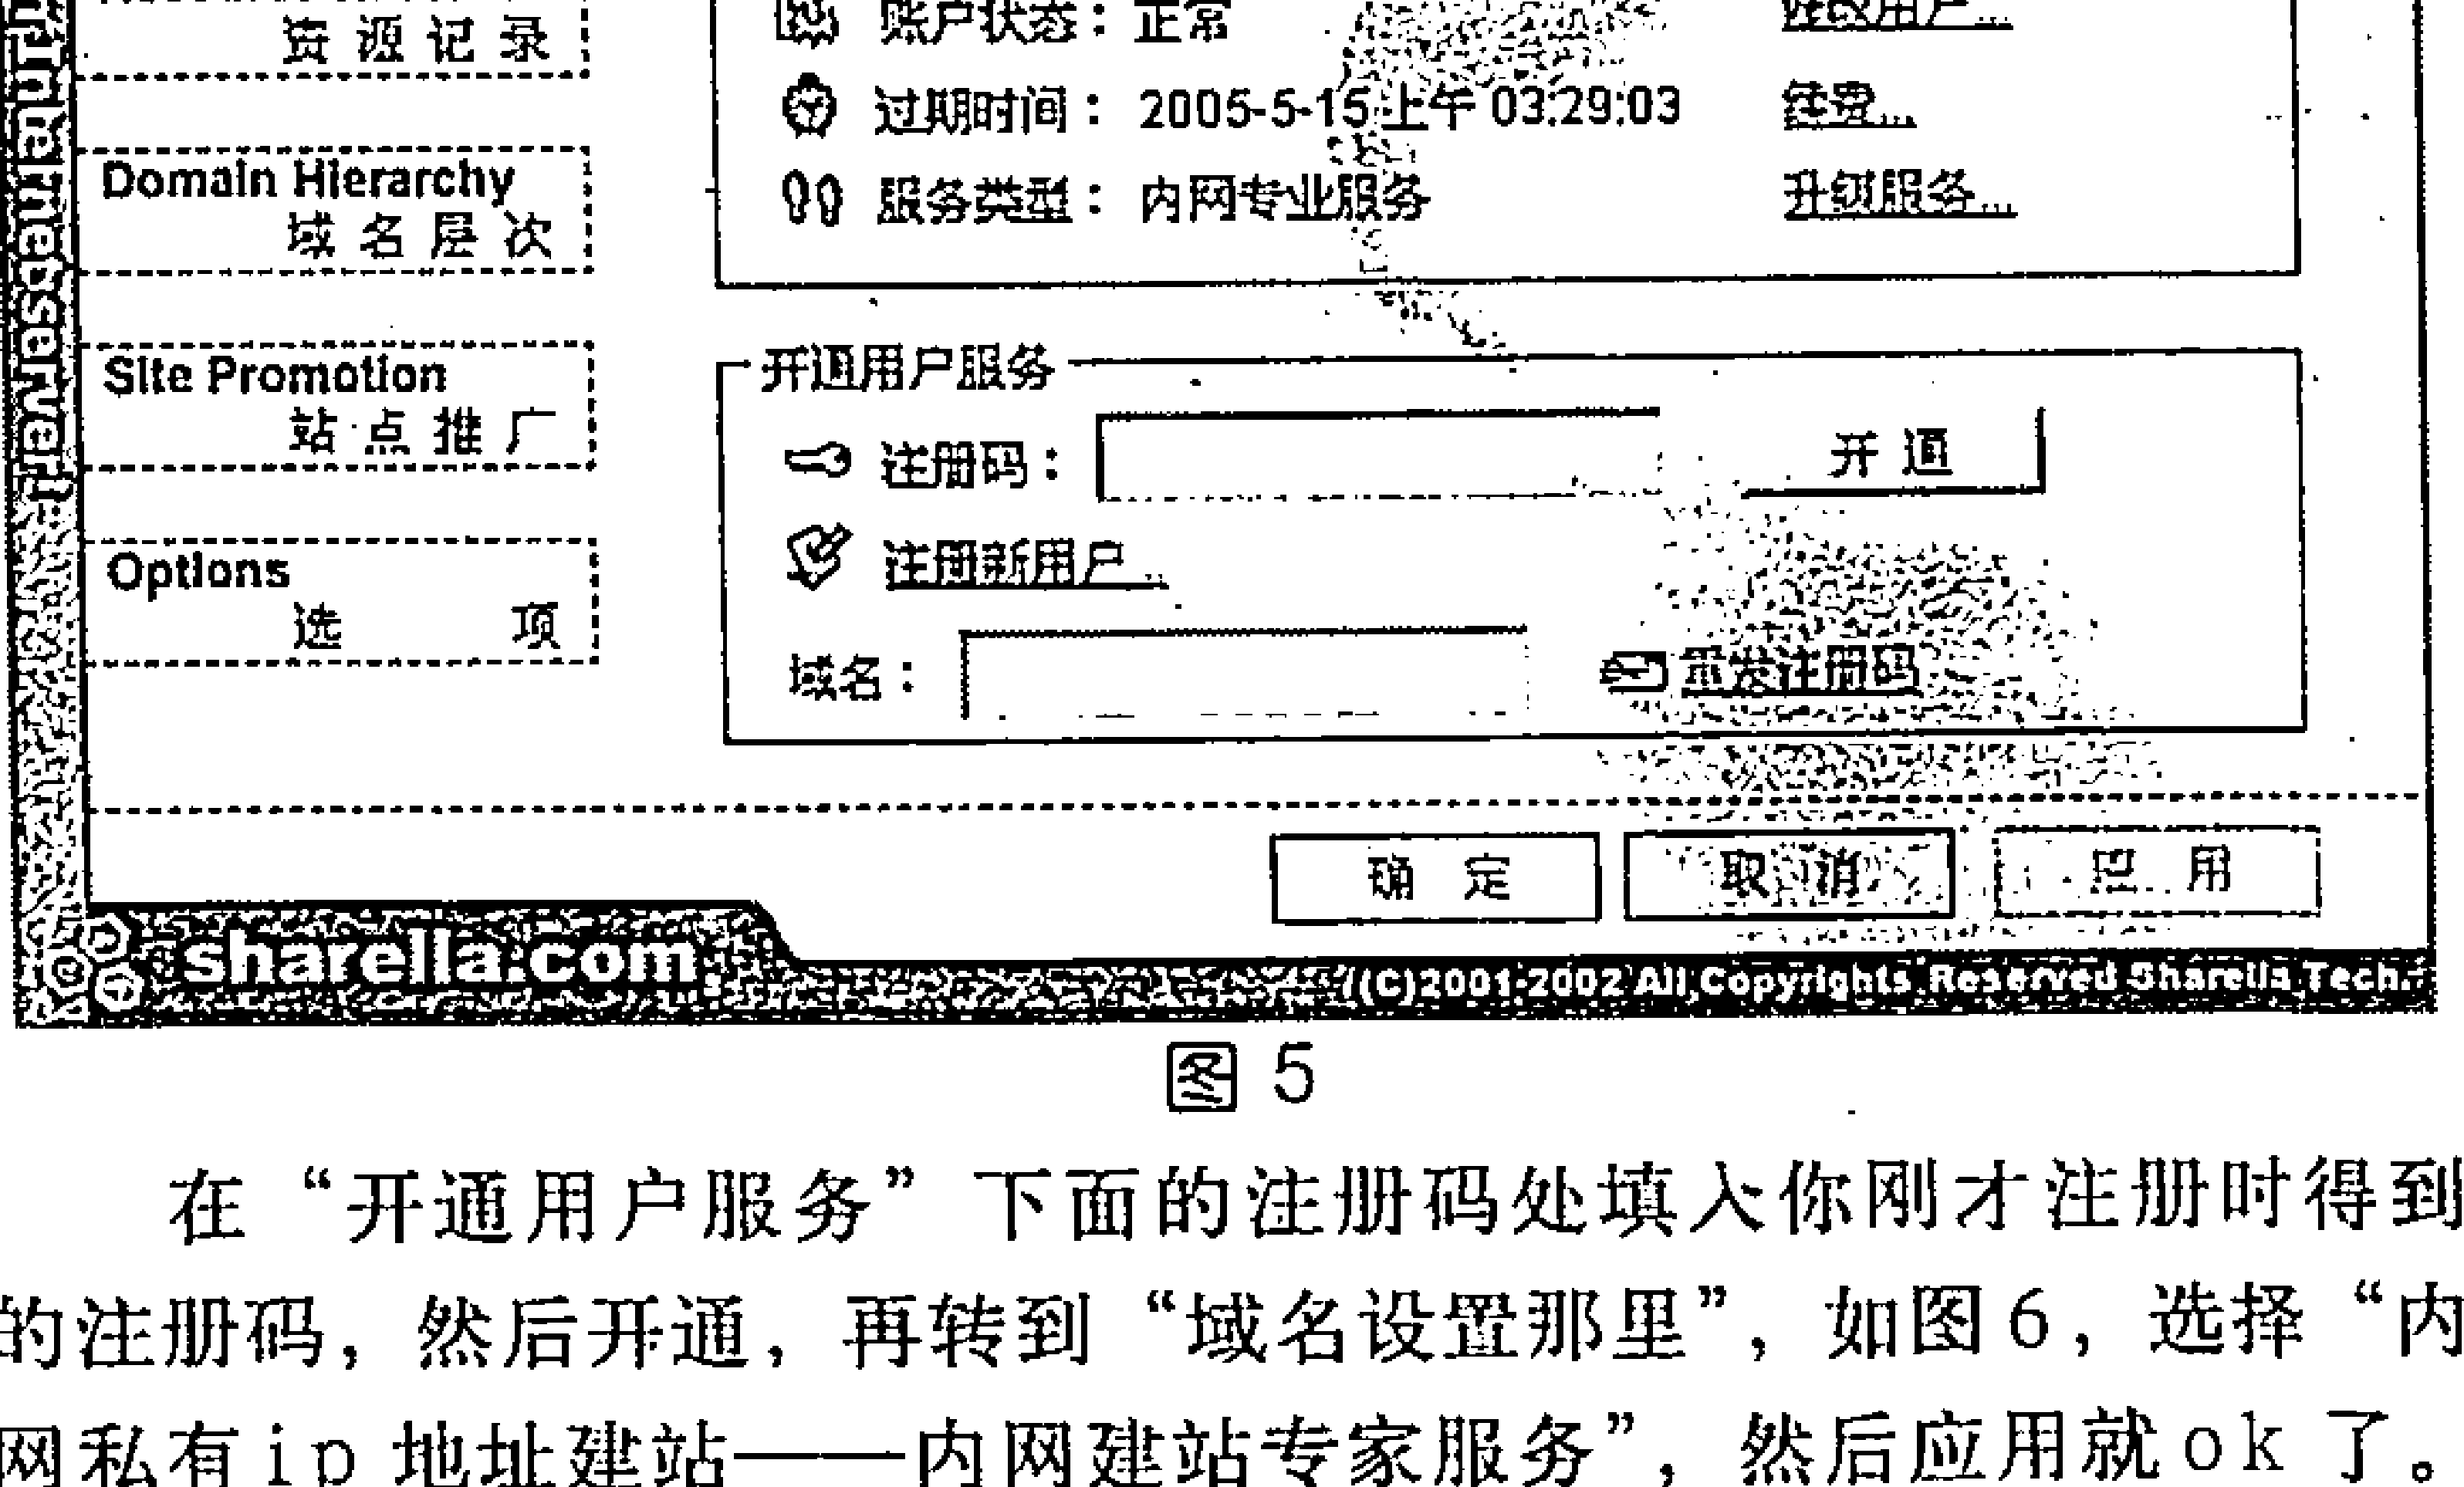 资源记录
Domain Hierarchy
域名层次
Site Promotion
站点推广
Options
选 项
账户状态：正常
过期时间：2005-5-15 上午 03:29:03 续费...
服务类型：内网专业服务 升级服务...
开通用户服务
注册码： 开通
注册新用户...
域名： 重发注册码
确定 取消 应用
sharella.com
(C)2001-2002 All Copyrights Reserved Sharella Tech.
图 5
在“开通用户服务”下面的注册码处填入你刚才注册时得到
的注册码，然后开通，再转到“域名设置那里”，如图6，选择“内
网私有ip 地址建站——内网建站专家服务”，然后应用就ok 了。